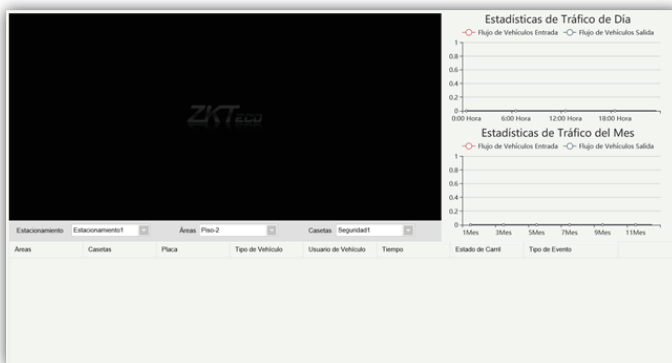 ZKTeco
Estadísticas de Tráfico de Día
Flujo de Vehículos Entrada Flujo de Vehículos Salida
1
0.8
0.6
0.4
0.2
0
0:00 Hora 6:00 Hora 12:00 Hora 18:00 Hora
Estadísticas de Tráfico del Mes
Flujo de Vehículos Entrada Flujo de Vehículos Salida
1
0.8
0.6
0.4
0.2
0
1Mes 3Mes 5Mes 7Mes 9Mes 11Mes
Estacionamiento Estacionamiento1 Áreas Piso-2 Casetas Seguridad1
Áreas Casetas Placa Tipo de Vehículo Usuario de Vehículo Tiempo Estado de Carril Tipo de Evento